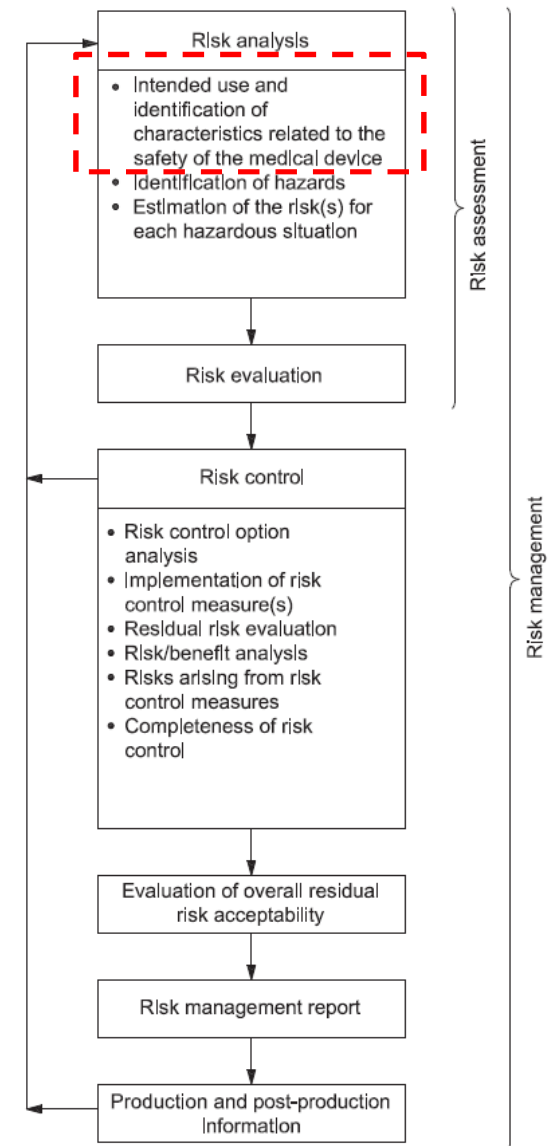 Risk analysis
• Intended use and
identification of
characteristics related to the
safety of the medical device
• Identification of hazards
• Estimation of the risk(s) for
each hazardous situation
Risk assessment
Risk evaluation
Risk control
• Risk control option
analysis
• Implementation of risk
control measure(s)
• Residual risk evaluation
• Risk/benefit analysis
• Risks arising from risk
control measures
• Completeness of risk
control
Risk management
Evaluation of overall residual
risk acceptability
Risk management report
Production and post-production
information